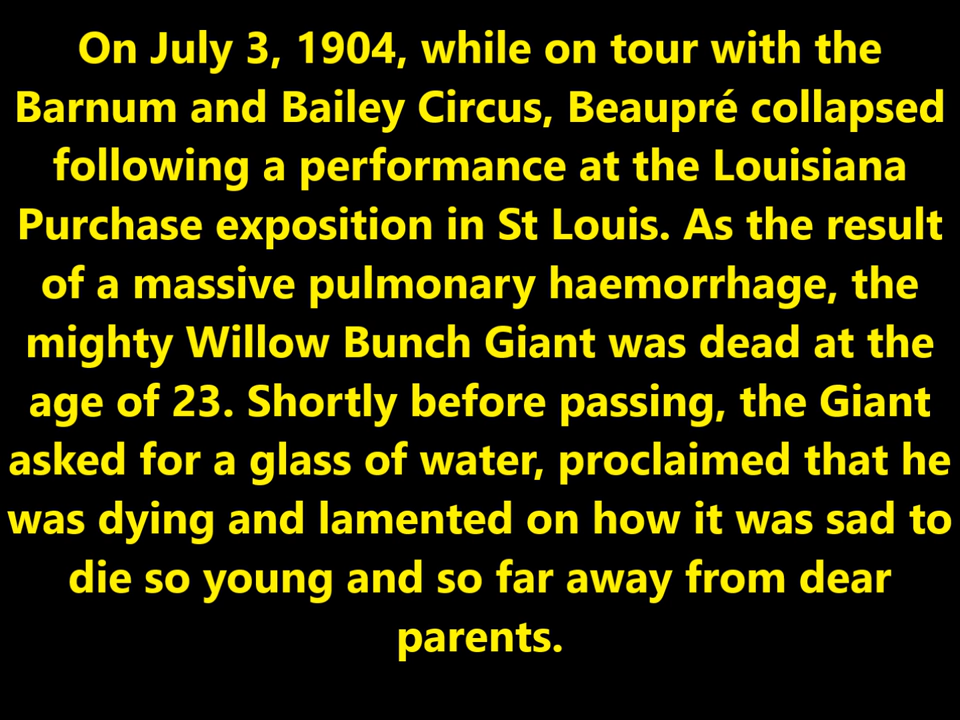 On July 3, 1904, while on tour with the
Barnum and Bailey Circus, Beaupré collapsed
following a performance at the Louisiana
Purchase exposition in St Louis. As the result
of a massive pulmonary haemorrhage, the
mighty Willow Bunch Giant was dead at the
age of 23. Shortly before passing, the Giant
asked for a glass of water, proclaimed that he
was dying and lamented on how it was sad to
die so young and so far away from dear
parents.